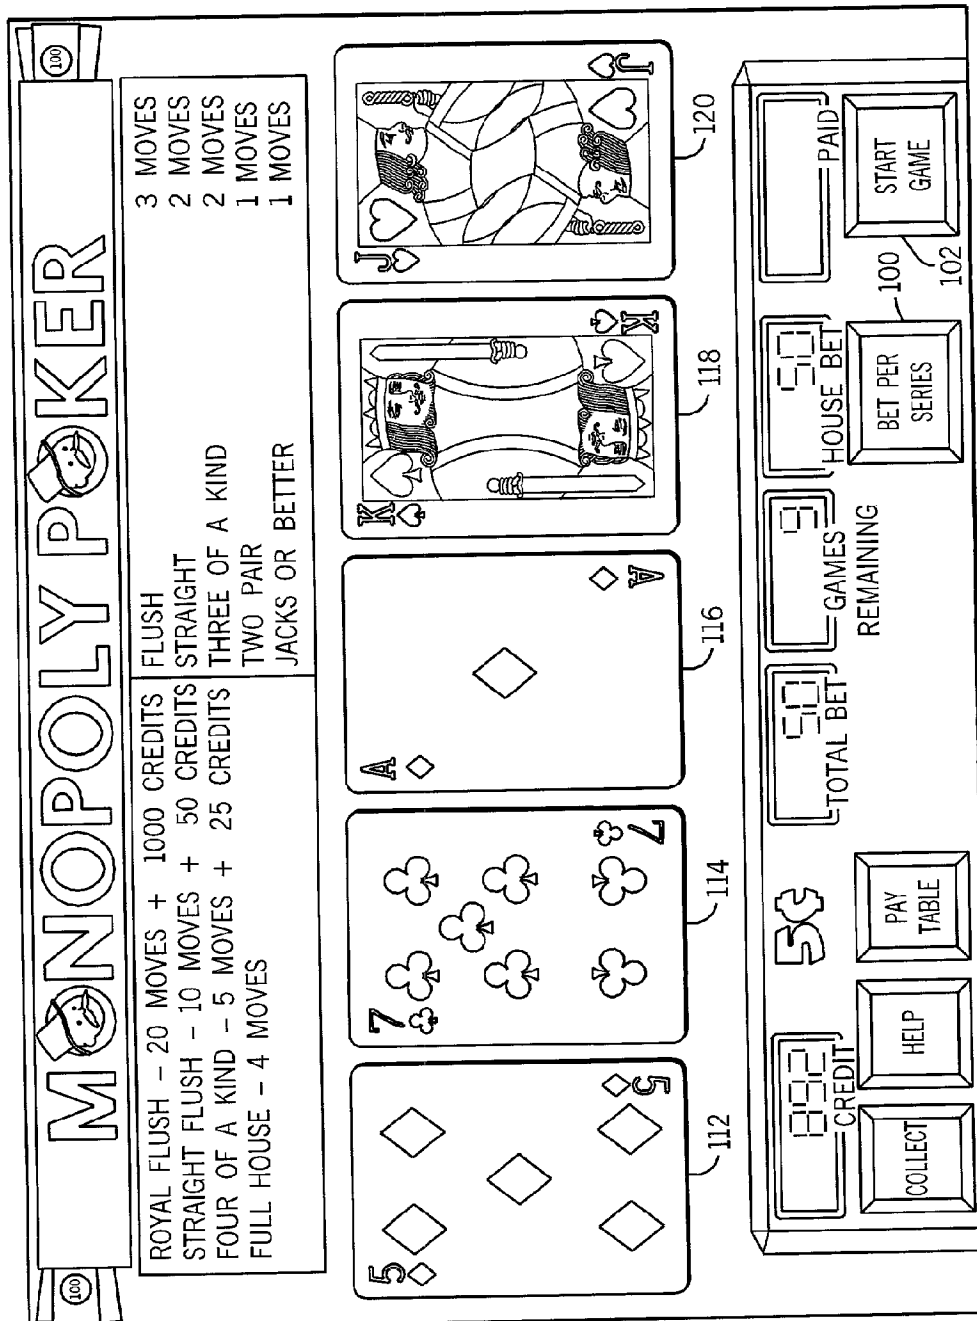 100
MONOPOLY POKER
100
ROYAL FLUSH – 20 MOVES + 1000 CREDITS
STRAIGHT FLUSH – 10 MOVES + 50 CREDITS
FOUR OF A KIND – 5 MOVES + 25 CREDITS
FULL HOUSE – 4 MOVES
FLUSH 3 MOVES
STRAIGHT 2 MOVES
THREE OF A KIND 2 MOVES
TWO PAIR 1 MOVES
JACKS OR BETTER 1 MOVES
5
5
7
7
A
A
K
K
J
J
112
114
116
118
120
892
CREDIT
5¢
50
TOTAL BET
9
GAMES
REMAINING
50
HOUSE BET
PAID
COLLECT
HELP
PAY
TABLE
BET PER
SERIES
100
START
GAME
102